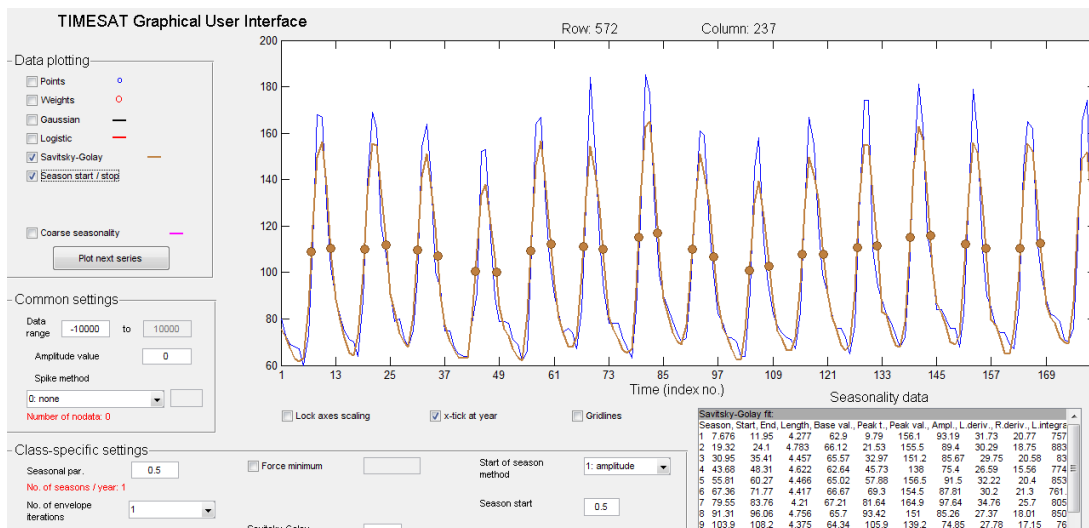 TIMESAT Graphical User Interface
Row: 572 Column: 237
Data plotting
Points
Weights
Gaussian
Logistic
Savitsky-Golay
Season start / stop
Coarse seasonality
Plot next series
200
180
160
140
120
100
80
60
1 13 25 37 49 61 73 85 97 109 121 133 145 157 169
Time (index no.)
Common settings
Data range -10000 to 10000
Amplitude value 0
Spike method
0: none
Number of nodata: 0
Lock axes scaling x-tick at year Gridlines
Seasonality data
Savitsky-Golay fit:
Season, Start, End, Length, Base val., Peak t., Peak val., Ampl., L.deriv., R.deriv., L.integra
1 7.676 11.95 4.277 62.9 9.79 156.1 93.19 31.73 20.77 757
2 19.32 24.1 4.783 66.12 21.53 155.5 89.4 30.25 18.75 883
3 30.95 35.41 4.457 65.57 32.97 151.2 85.67 29.75 20.58 83
4 43.68 48.31 4.622 62.64 45.73 138 75.4 26.59 15.56 774
5 55.81 60.27 4.466 65.02 57.88 156.5 91.5 32.22 20.4 853
6 67.36 71.77 4.417 66.67 69.3 154.5 87.81 30.2 21.3 761.
7 79.55 83.76 4.21 67.21 81.64 164.9 97.64 34.76 25.7 805
8 91.31 96.06 4.756 65.7 93.42 151 85.26 27.37 18.01 850
9 103.9 108.2 4.375 64.34 105.9 139.2 74.85 27.78 17.15 76
Class-specific settings
Seasonal par. 0.5
No. of seasons / year: 1
No. of envelope iterations 1
Force minimum
Start of season method 1: amplitude
Season start 0.5